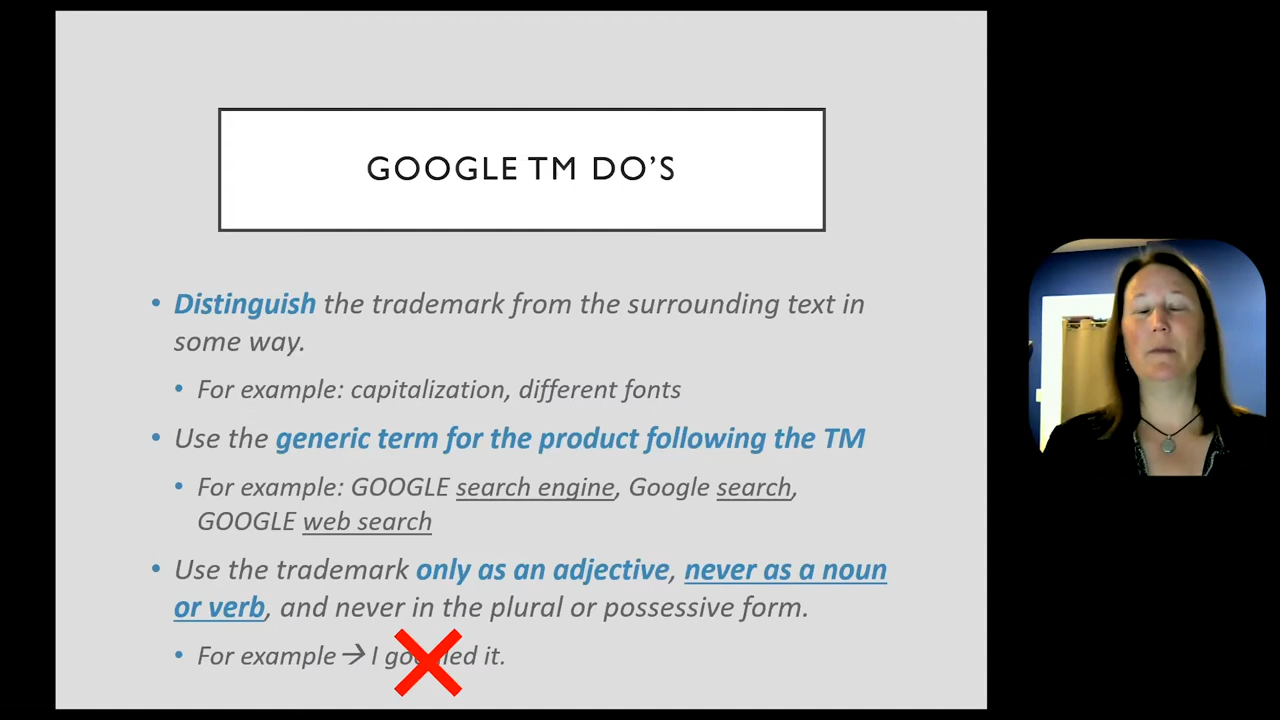 GOOGLE TM DO'S
• Distinguish the trademark from the surrounding text in
some way.
• For example: capitalization, different fonts
• Use the generic term for the product following the TM
• For example: GOOGLE search engine, Google search,
GOOGLE web search
• Use the trademark only as an adjective, never as a noun
or verb, and never in the plural or possessive form.
• For example → I it.